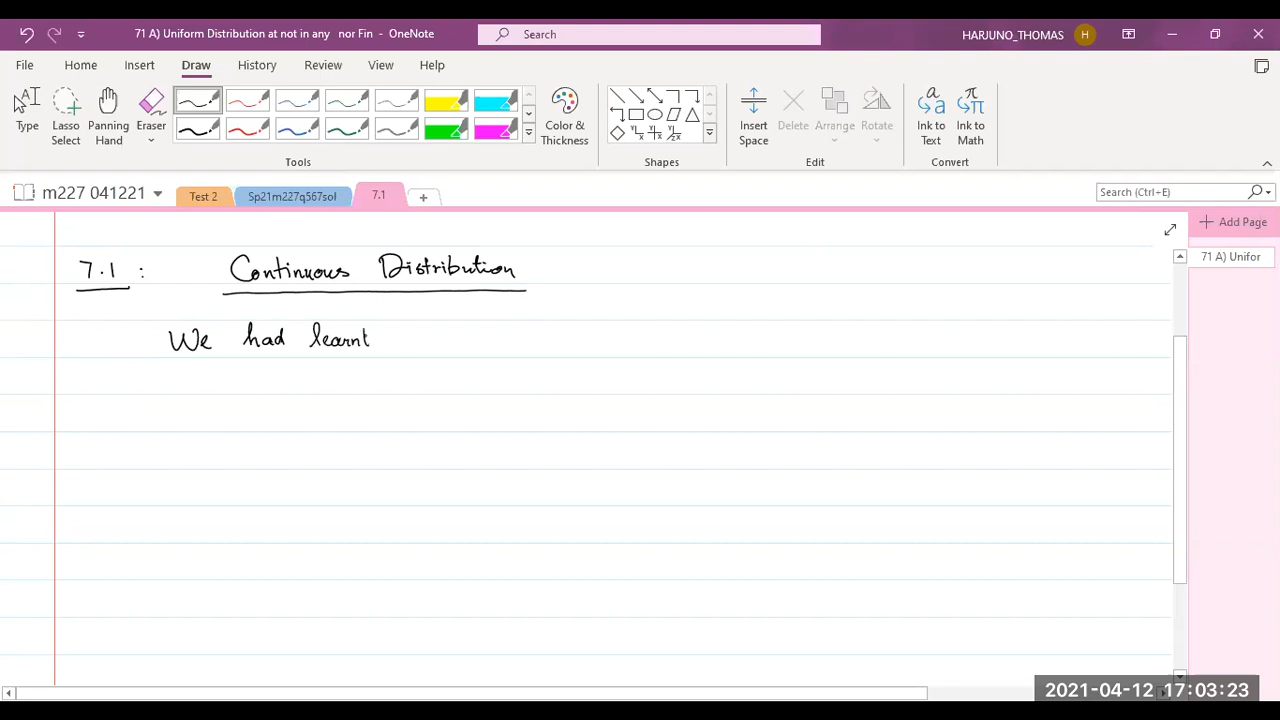 71 A) Uniform Distribution at not in any nor Fin - OneNote
Search
HARJUNO_THOMAS
H
File Home Insert Draw History Review View Help
Type
Lasso Select
Panning Hand
Eraser
Color & Thickness
Insert Space
Delete
Arrange
Rotate
Ink to Text
Ink to Math
Tools
Shapes
Edit
Convert
m227 041221
Test 2
Sp21m227q567sol
7.1
Search (Ctrl+E)
Add Page
71 A) Unifor
7.1 : Continuous Distribution
We had learnt
2021-04-12 17:03:23